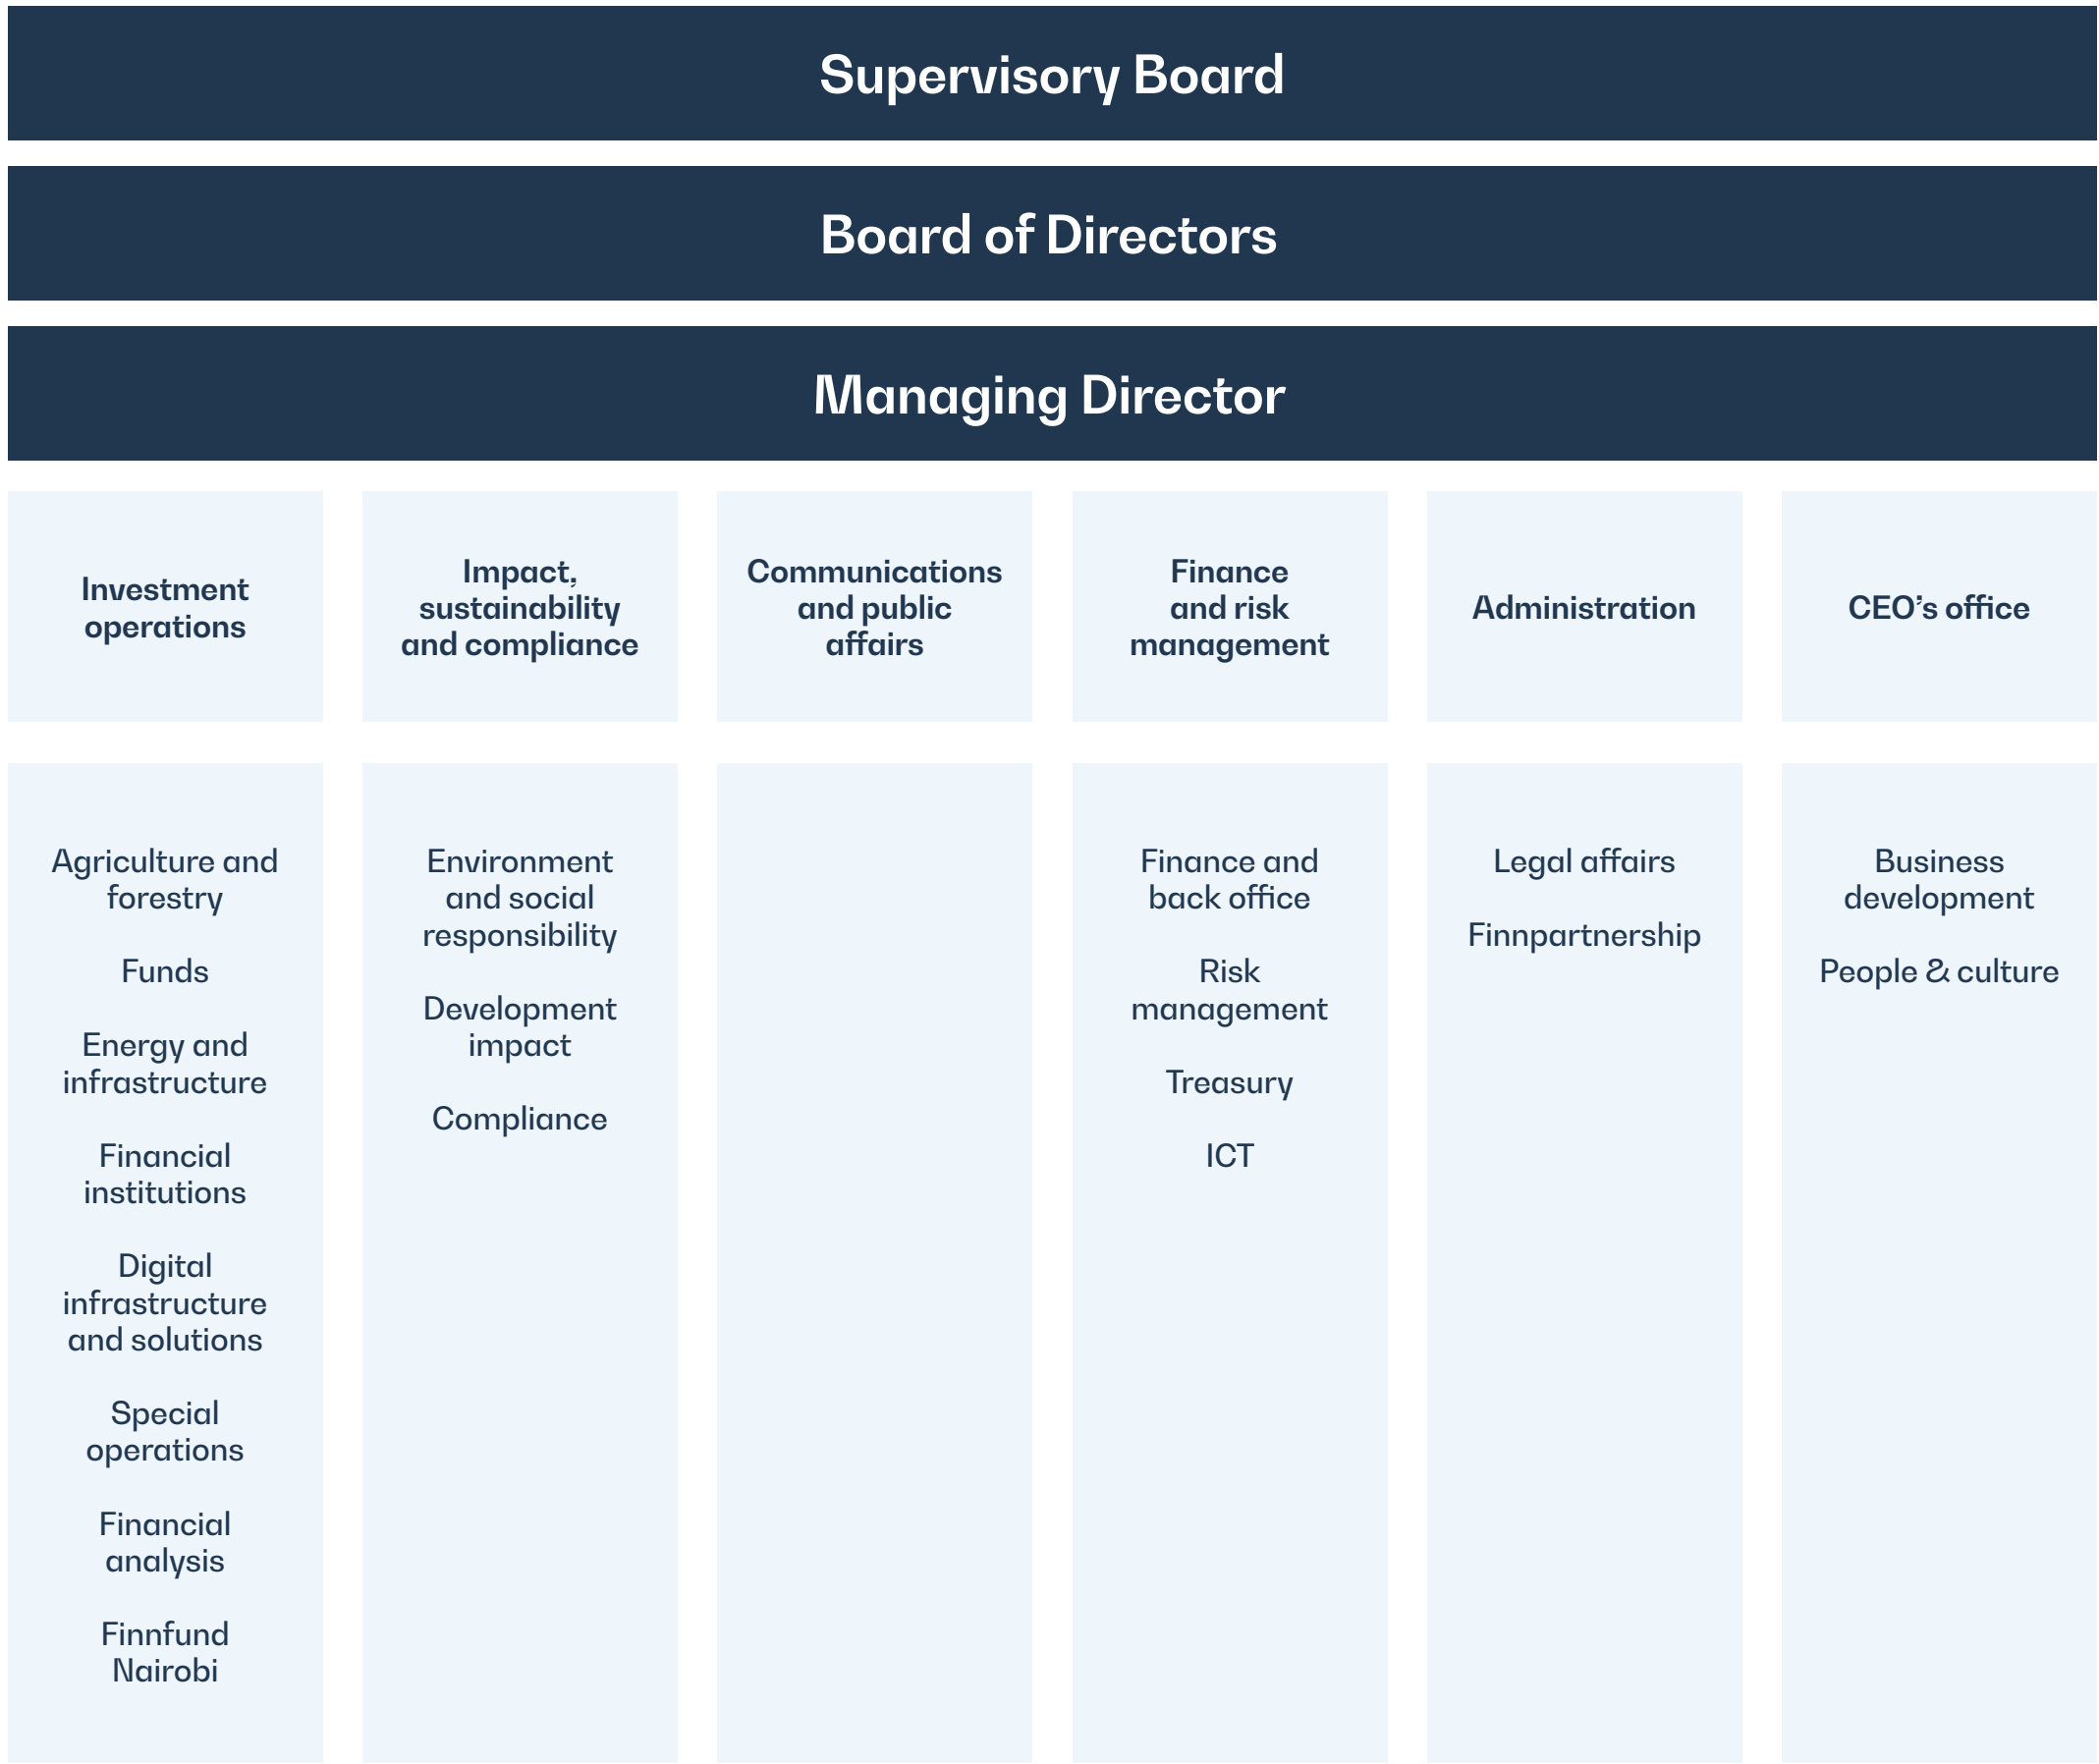 Supervisory Board
Board of Directors
Managing Director
Investment
operations
Impact,
sustainability
and compliance
Communications
and public
affairs
Finance
and risk
management
Administration
CEO’s office
Agriculture and
forestry
Funds
Energy and
infrastructure
Financial
institutions
Digital
infrastructure
and solutions
Special
operations
Financial
analysis
Finnfund
Nairobi
Environment
and social
responsibility
Development
impact
Compliance
Finance and
back office
Risk
management
Treasury
ICT
Legal affairs
Finnpartnership
Business
development
People & culture